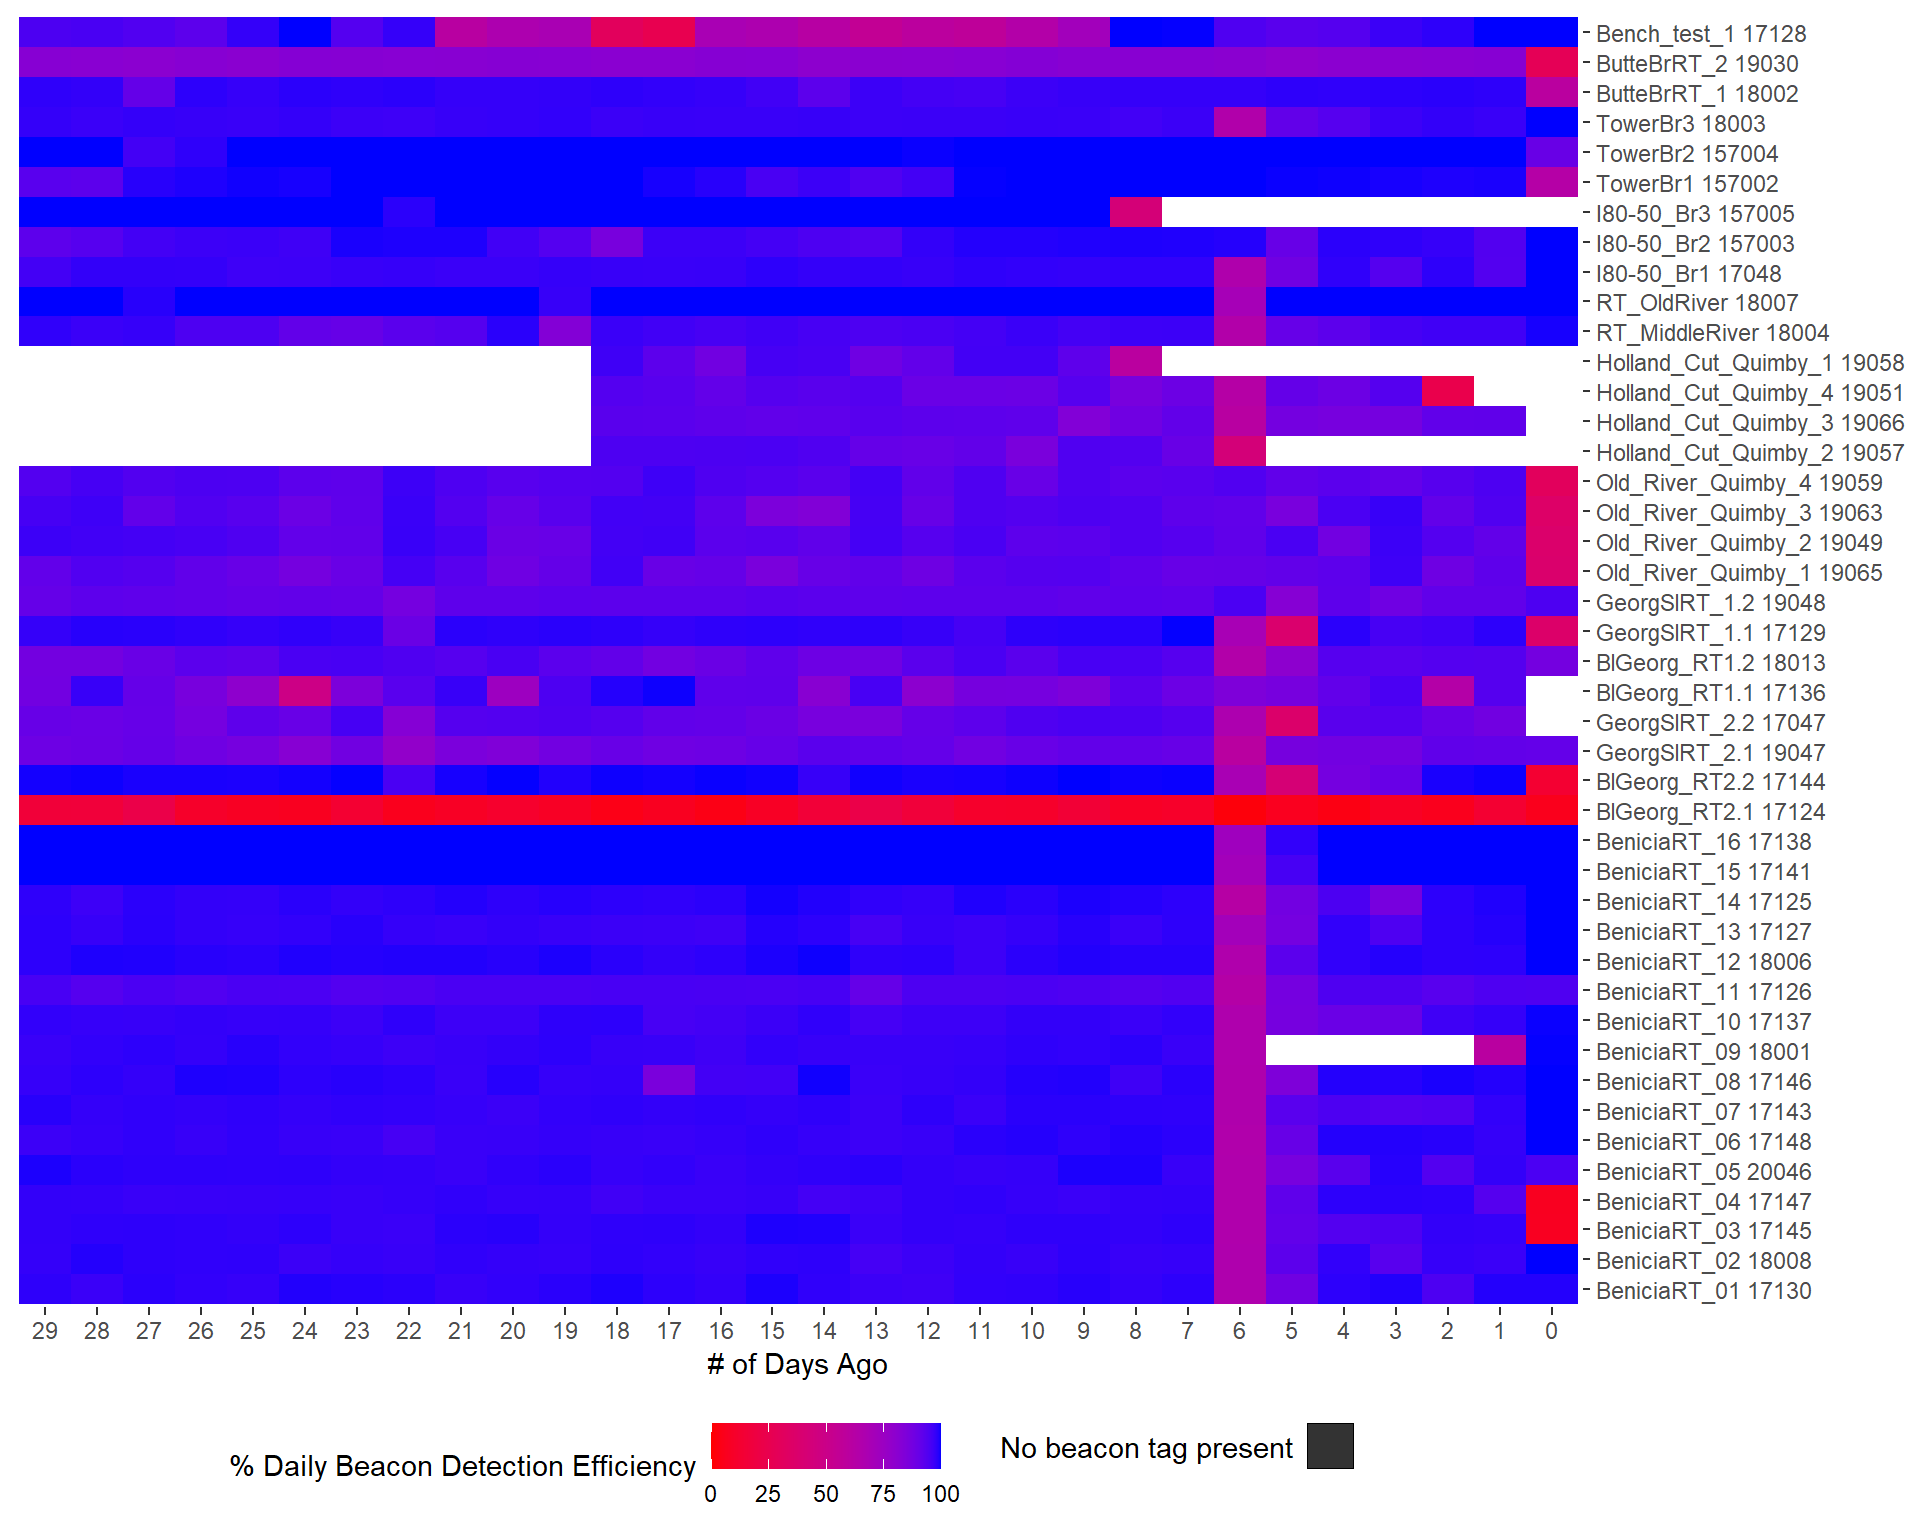 Bench_test_1 17128
ButteBrRT_2 19030
ButteBrRT_1 18002
TowerBr3 18003
TowerBr2 157004
TowerBr1 157002
I80-50_Br3 157005
I80-50_Br2 157003
I80-50_Br1 17048
RT_OldRiver 18007
RT_MiddleRiver 18004
Holland_Cut_Quimby_1 19058
Holland_Cut_Quimby_4 19051
Holland_Cut_Quimby_3 19066
Holland_Cut_Quimby_2 19057
Old_River_Quimby_4 19059
Old_River_Quimby_3 19063
Old_River_Quimby_2 19049
Old_River_Quimby_1 19065
GeorgSlRT_1.2 19048
GeorgSlRT_1.1 17129
BlGeorg_RT1.2 18013
BlGeorg_RT1.1 17136
GeorgSlRT_2.2 17047
GeorgSlRT_2.1 19047
BlGeorg_RT2.2 17144
BlGeorg_RT2.1 17124
BeniciaRT_16 17138
BeniciaRT_15 17141
BeniciaRT_14 17125
BeniciaRT_13 17127
BeniciaRT_12 18006
BeniciaRT_11 17126
BeniciaRT_10 17137
BeniciaRT_09 18001
BeniciaRT_08 17146
BeniciaRT_07 17143
BeniciaRT_06 17148
BeniciaRT_05 20046
BeniciaRT_04 17147
BeniciaRT_03 17145
BeniciaRT_02 18008
BeniciaRT_01 17130
29 28 27 26 25 24 23 22 21 20 19 18 17 16 15 14 13 12 11 10 9 8 7 6 5 4 3 2 1 0
# of Days Ago
% Daily Beacon Detection Efficiency
0 25 50 75 100
No beacon tag present